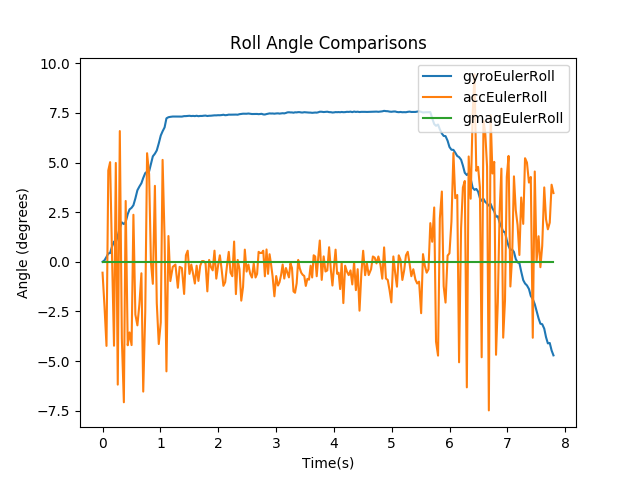 Roll Angle Comparisons
gyroEulerRoll
accEulerRoll
gmagEulerRoll
Angle (degrees)
10.0
7.5
5.0
2.5
0.0
−2.5
−5.0
−7.5
0 1 2 3 4 5 6 7 8
Time(s)